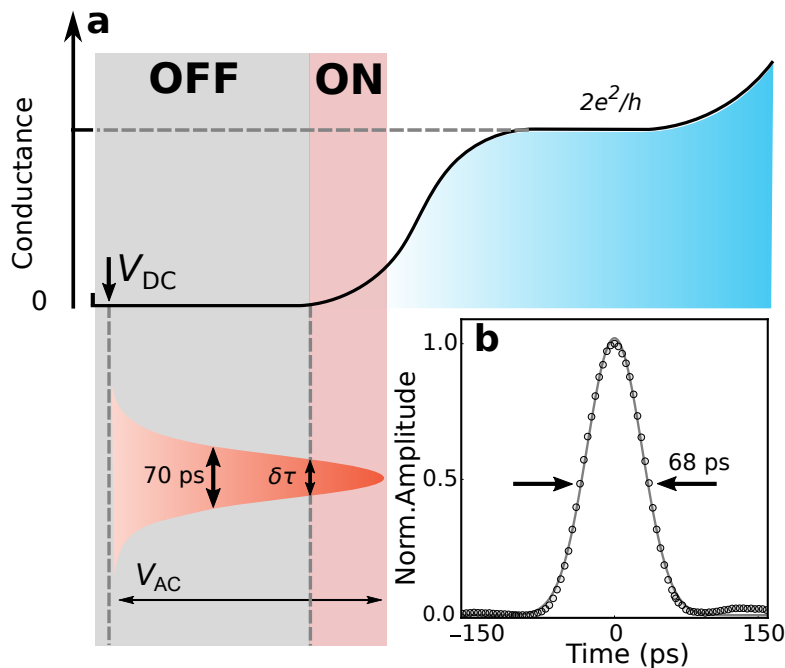 a
OFF
ON
2e²/h
Conductance
0
V_DC
70 ps
δτ
V_AC
b
Norm.Amplitude
1.0
0.5
0.0
68 ps
−150
0
150
Time (ps)